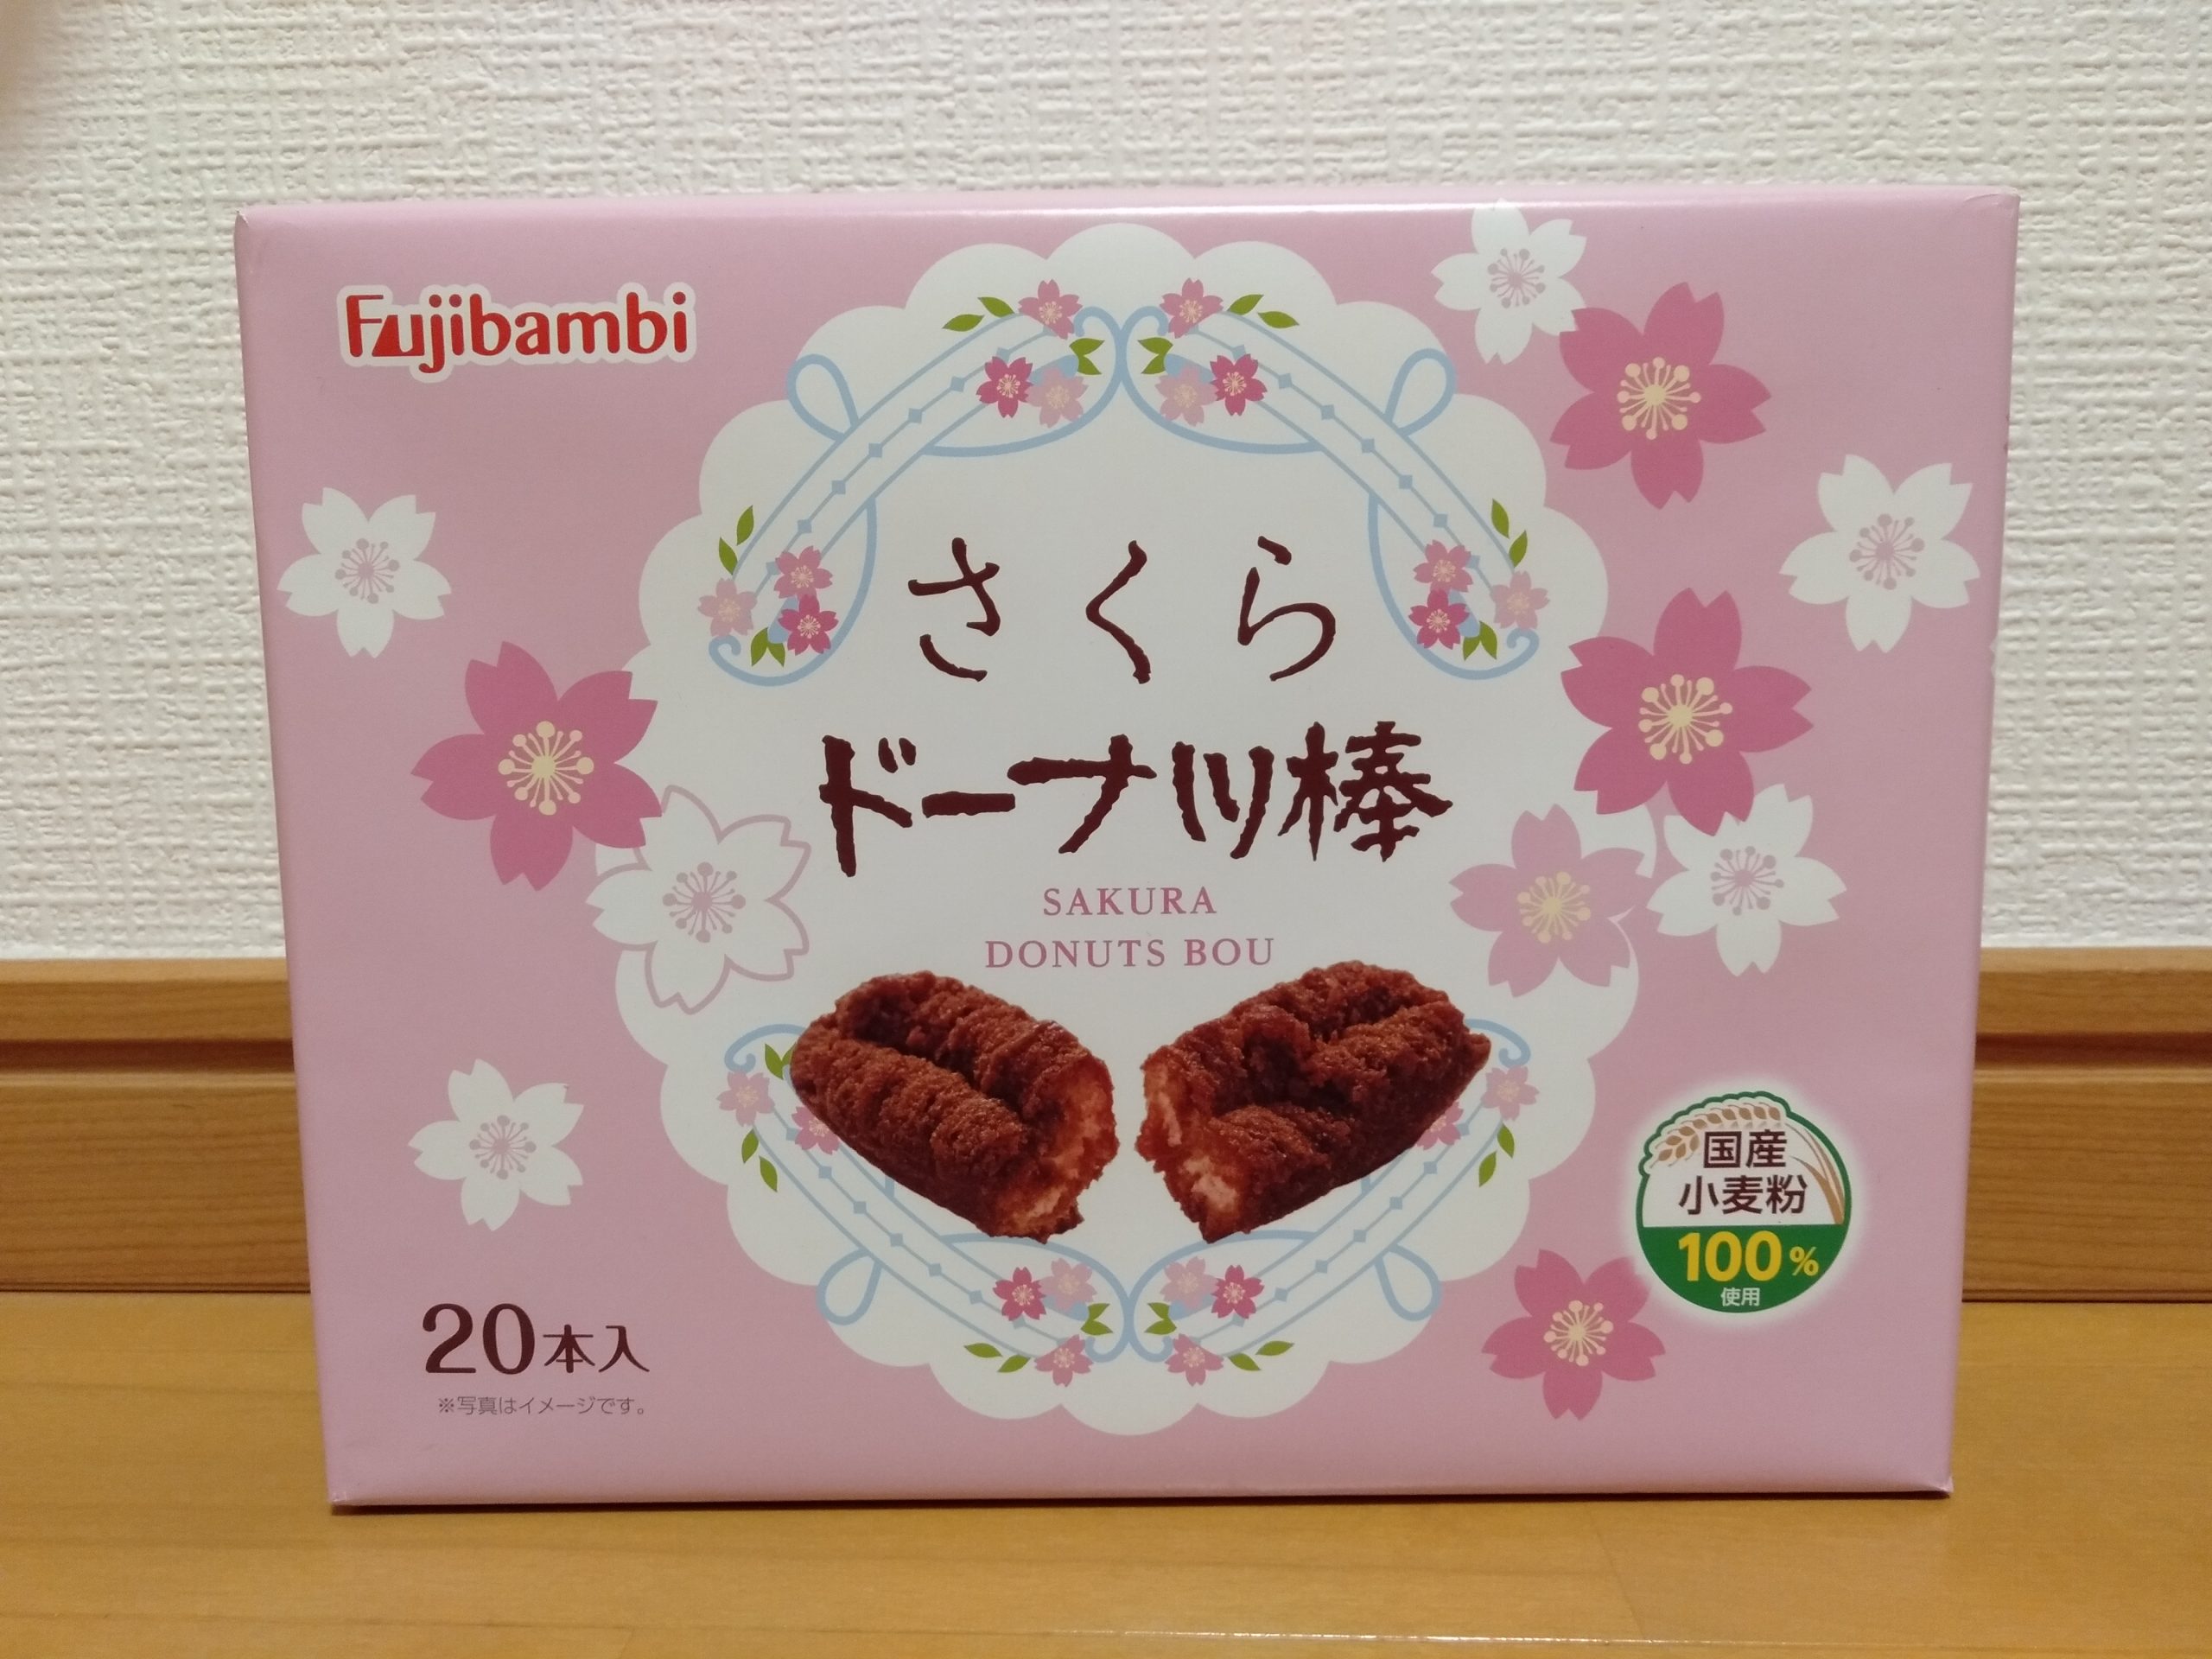 Fujibambi
さくら
ドーナツ棒
SAKURA
DONUTS BOU
国産
小麦粉
100%
使用
20本入
※写真はイメージです。